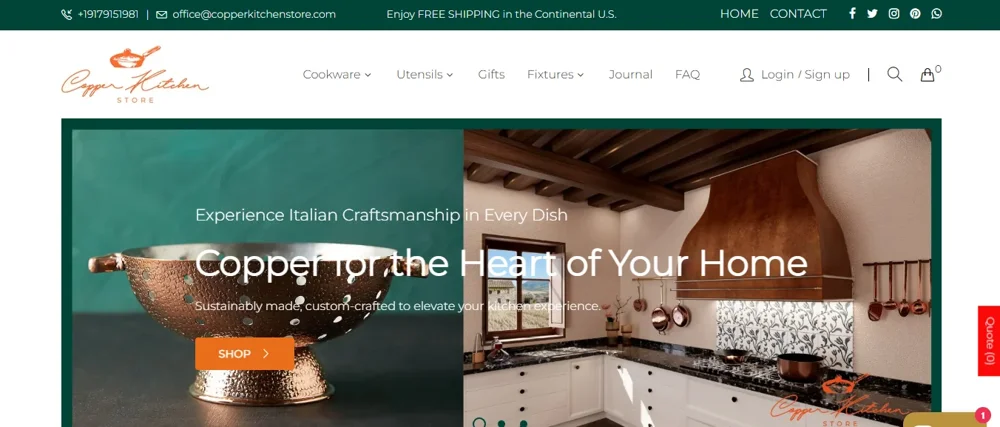 +19179151981 | office@copperkitchenstore.com Enjoy FREE SHIPPING in the Continental U.S. HOME CONTACT
Copper Kitchen
STORE
Cookware Utensils Gifts Fixtures Journal FAQ Login / Sign up | 0
Experience Italian Craftsmanship in Every Dish
Copper for the Heart of Your Home
Sustainably made, custom-crafted to elevate your kitchen experience.
SHOP
Quote (0)
Copper Kitchen
STORE
1